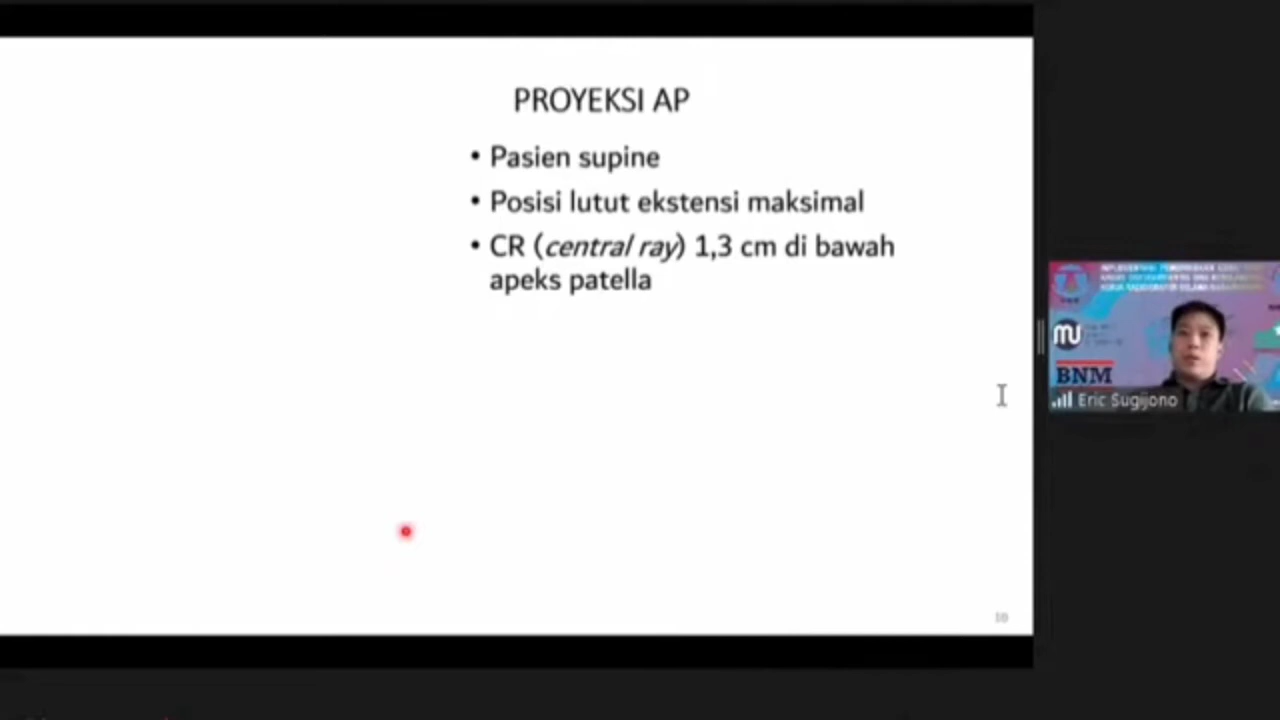 PROYEKSI AP
• Pasien supine
• Posisi lutut ekstensi maksimal
• CR (central ray) 1,3 cm di bawah
apeks patella
10
BNM
Eric Sugijono